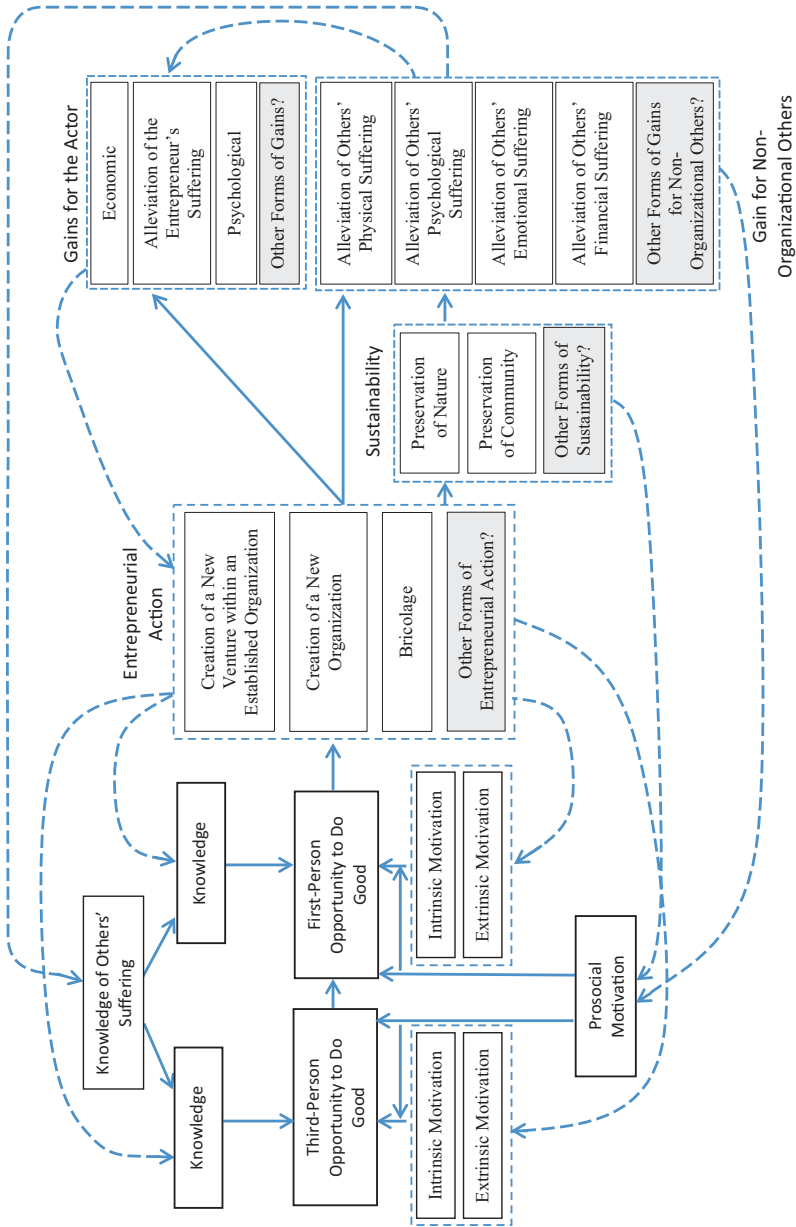 Knowledge of Others'
Suffering
Knowledge
Knowledge
Third-Person
Opportunity to Do
Good
First-Person
Opportunity to Do
Good
Intrinsic Motivation
Extrinsic Motivation
Intrinsic Motivation
Extrinsic Motivation
Prosocial
Motivation
Entrepreneurial
Action
Creation of a New
Venture within an
Established Organization
Creation of a New
Organization
Bricolage
Other Forms of
Entrepreneurial Action?
Sustainability
Preservation
of Nature
Preservation
of Community
Other Forms of
Sustainability?
Gains for the Actor
Economic
Alleviation of the
Entrepreneur's
Suffering
Psychological
Other Forms of Gains?
Alleviation of Others'
Physical Suffering
Alleviation of Others'
Psychological
Suffering
Alleviation of Others'
Emotional Suffering
Alleviation of Others'
Financial Suffering
Other Forms of Gains
for Non-
Organizational Others?
Gain for Non-
Organizational Others